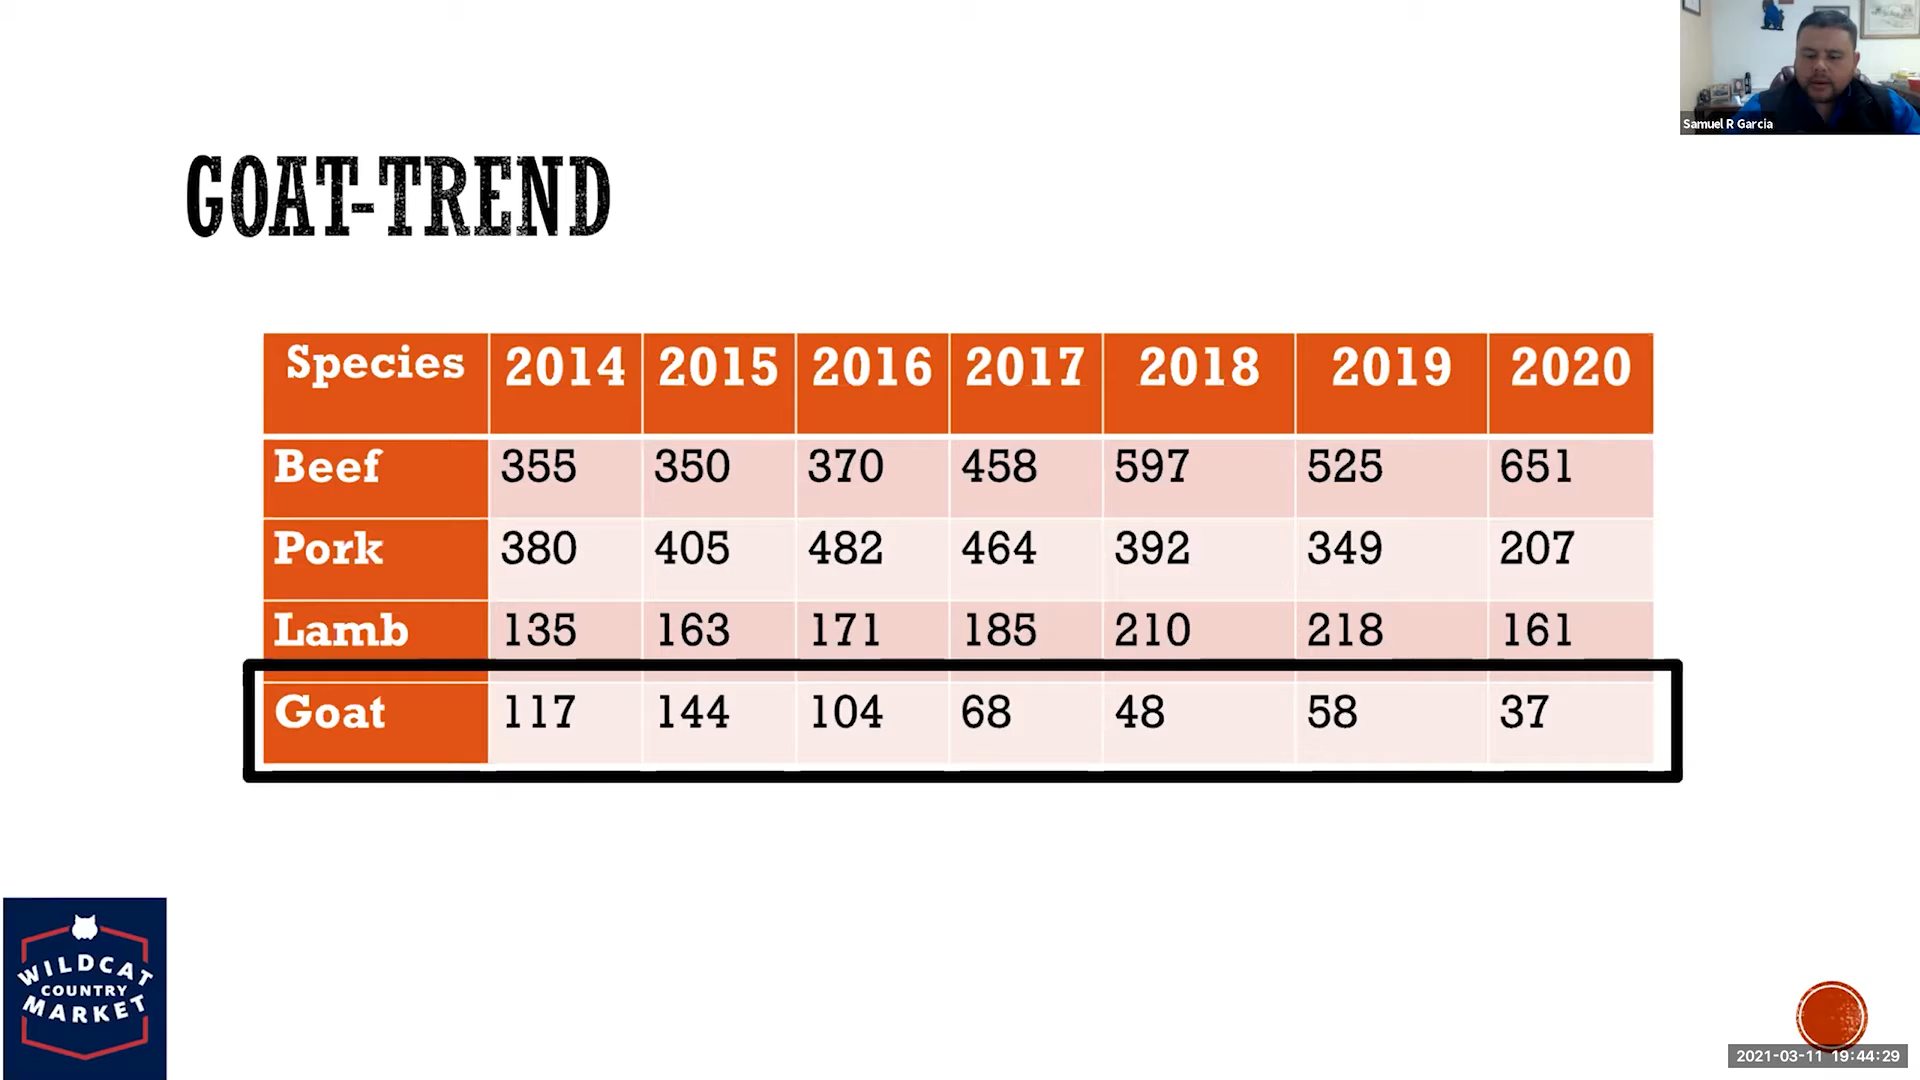 Samuel R Garcia
GOAT-TREND
Species 2014 2015 2016 2017 2018 2019 2020
Beef 355 350 370 458 597 525 651
Pork 380 405 482 464 392 349 207
Lamb 135 163 171 185 210 218 161
Goat 117 144 104 68 48 58 37
WILDCAT
COUNTRY
MARKET
2021-03-11 19:44:29